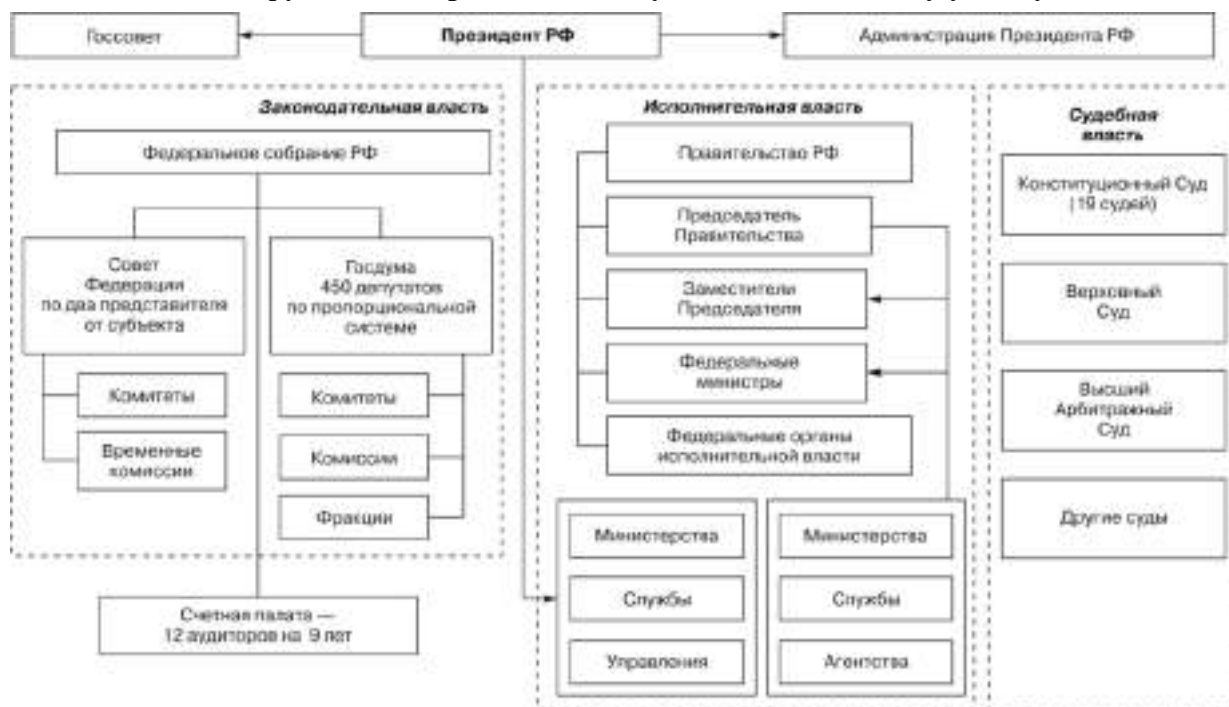 Госсовет
Президент РФ
Администрация Президента РФ
Законодательная власть
Федеральное собрание РФ
Совет
Федерации
по два представителя
от субъекта
Госдума
450 депутатов
по пропорциональной
системе
Комитеты
Временные
комиссии
Комитеты
Комиссии
Фракции
Счетная палата —
12 аудиторов на 9 лет
Исполнительная власть
Правительство РФ
Председатель
Правительства
Заместители
Председателя
Федеральные
министры
Федеральные органы
исполнительной власти
Министерства
Службы
Управления
Министерства
Службы
Агентства
Судебная
власть
Конституционный Суд
(19 судей)
Верховный
Суд
Высший
Арбитражный
Суд
Другие суды